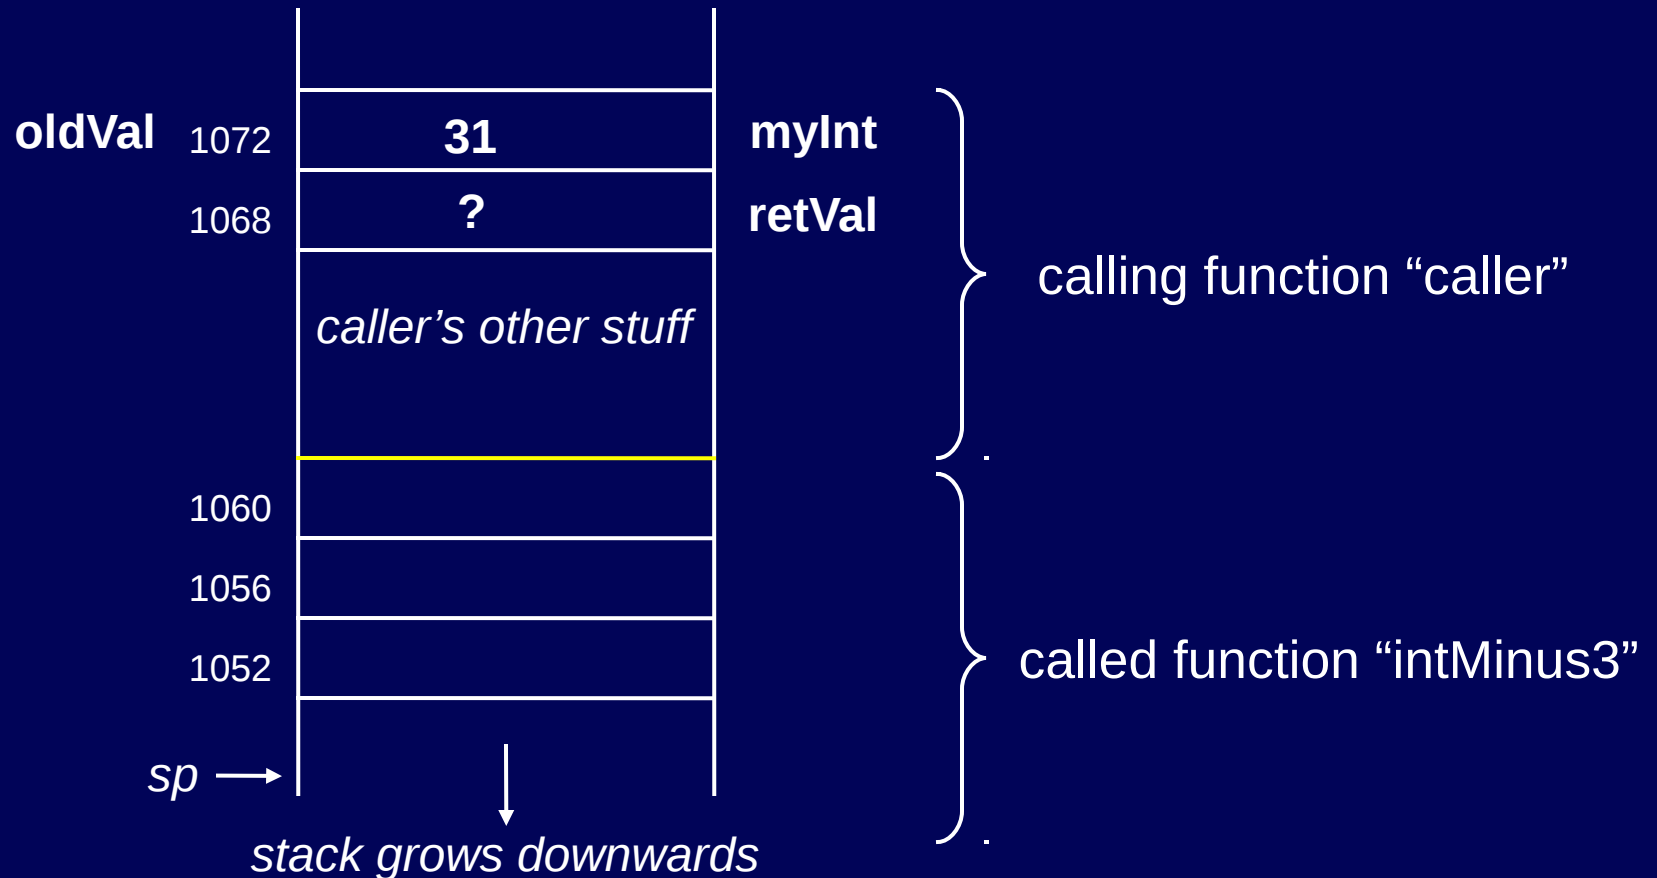 oldVal 1072 31 myInt
1068 ? retVal
calling function “caller”
caller’s other stuff
1060
1056
called function “intMinus3”
1052
sp
stack grows downwards